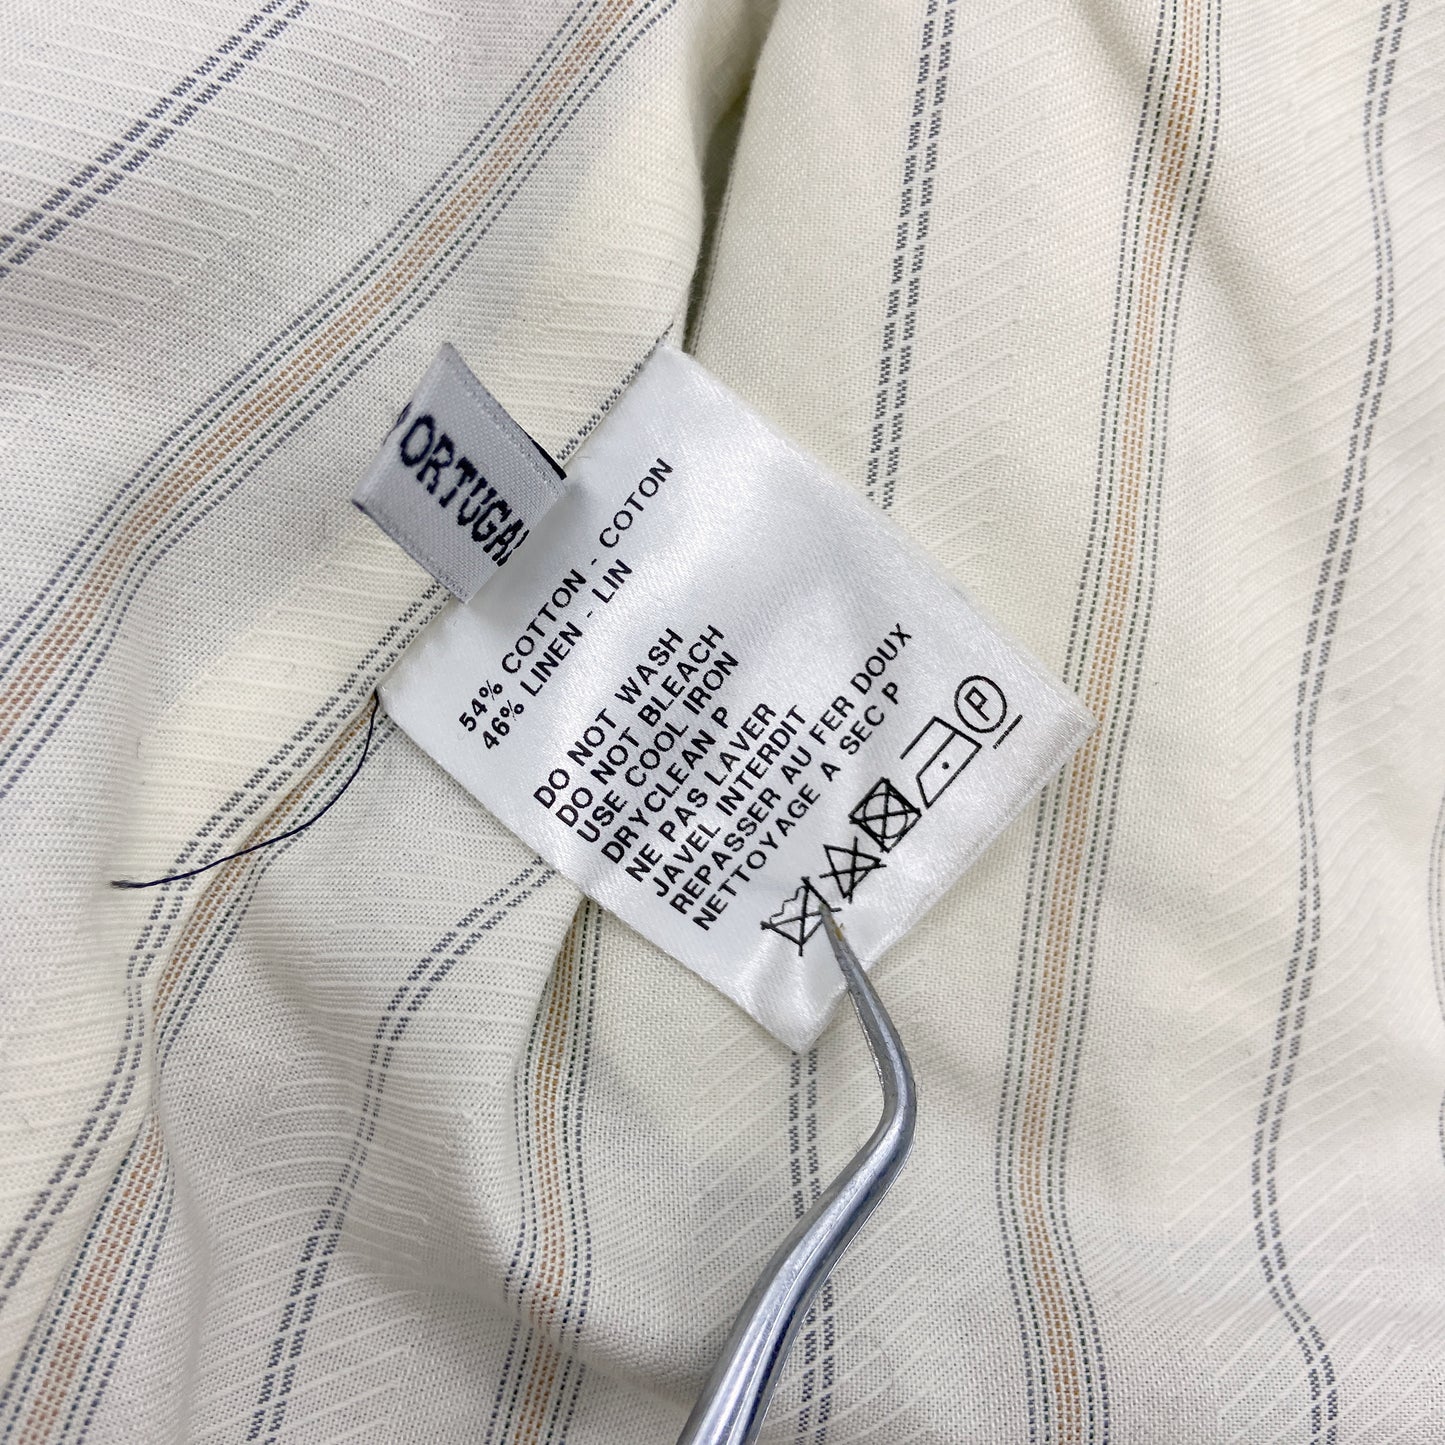 PORTUGAL
54% COTTON - COTON
46% LINEN - LIN
DO NOT WASH
DO NOT BLEACH
USE COOL IRON
DRYCLEAN P
NE PAS LAVER
JAVEL INTERDIT
REPASSER AU FER DOUX
NETTOYAGE A SEC P
P